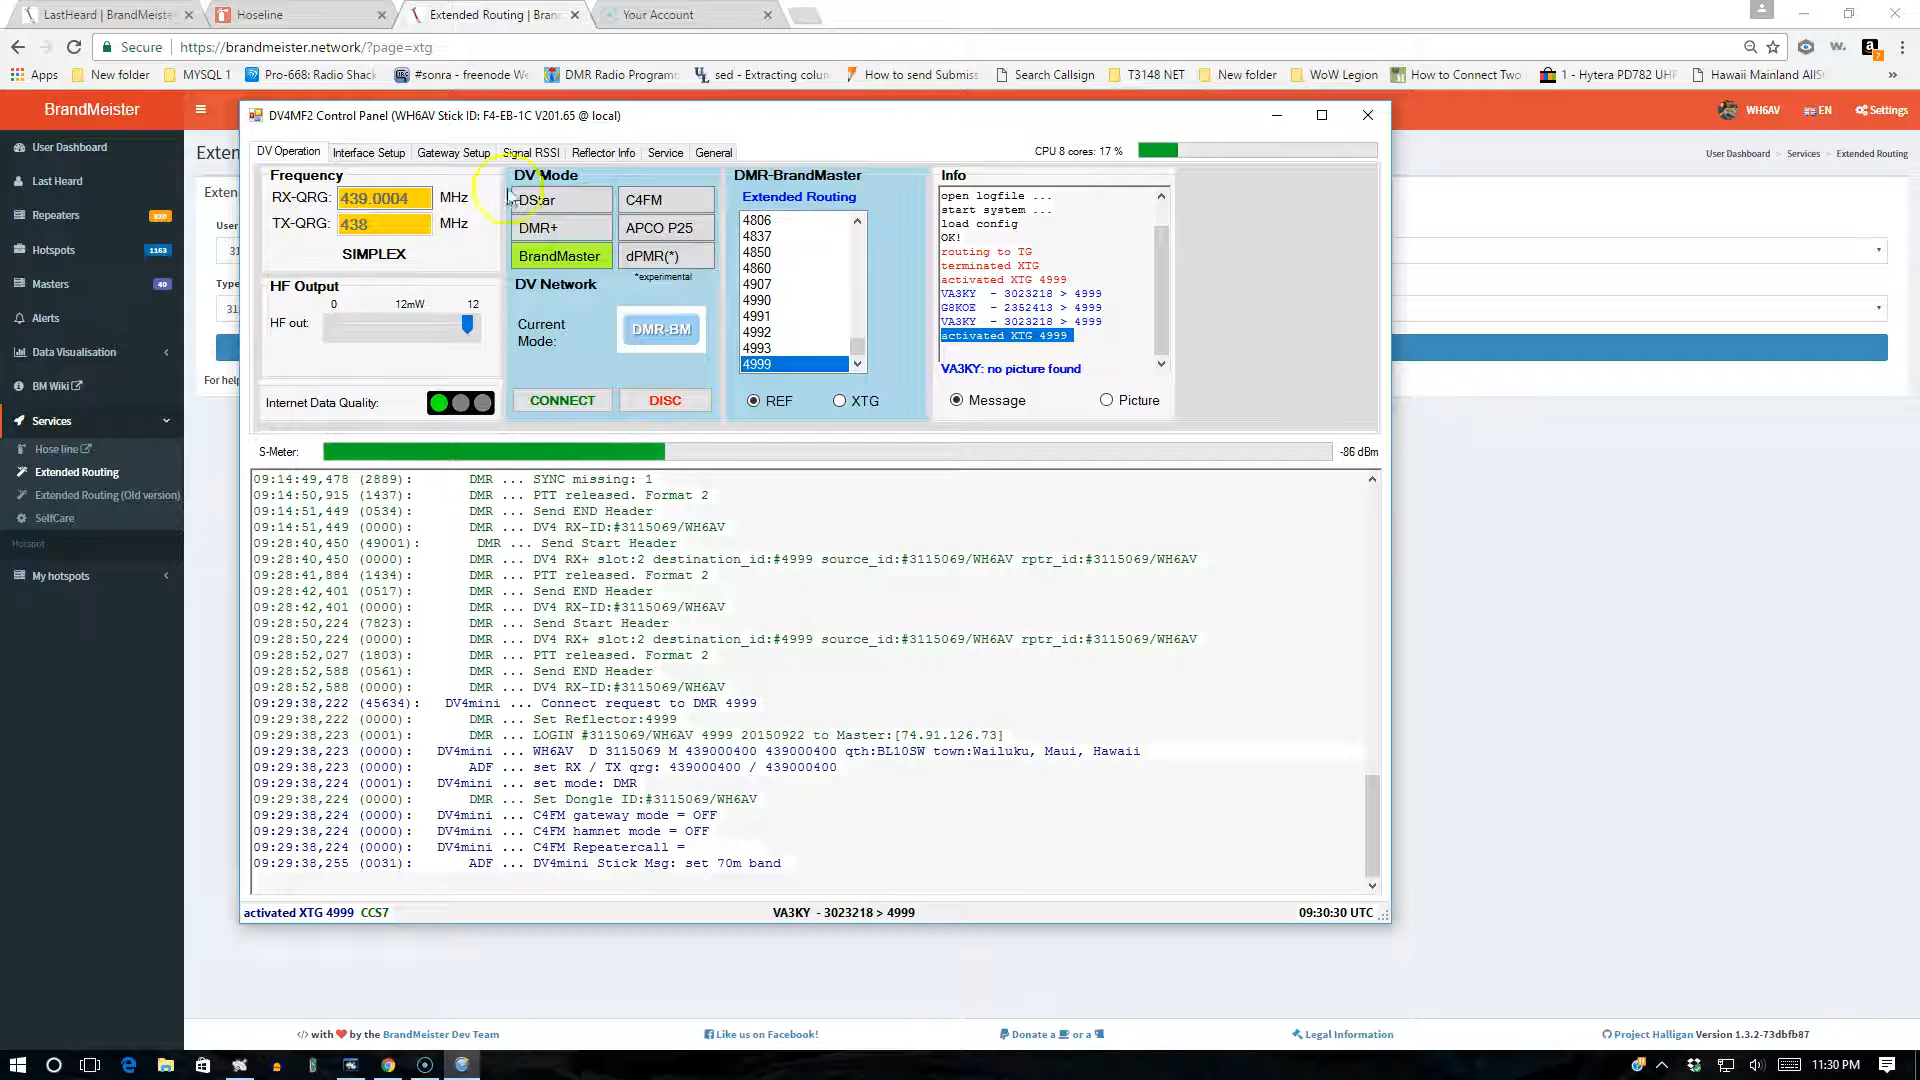 LastHeard | BrandMeiste
Hoseline
Extended Routing | Bran
Your Account
Secure
https://brandmeister.network/?page=xtg
Apps
New folder
MYSQL 1
Pro-668: Radio Shack
#sonra - freenode We
DMR Radio Program
sed - Extracting colu
How to send Submiss
Search Callsign
T3148 NET
New folder
WoW Legion
How to Connect Two
1 - Hytera PD782 UHF
Hawaii Mainland AllS
»
BrandMeister
WH6AV
EN
Settings
User Dashboard
Last Heard
Repeaters 820
Hotspots 1163
Masters 40
Alerts
Data Visualisation
BM Wiki
Services
Hose line
Extended Routing
Extended Routing (Old version)
SelfCare
Hotspot
My hotspots
Exten
User Dashboard > Services > Extended Routing
Exte
User
31
Type
31
For help
DV4MF2 Control Panel (WH6AV Stick ID: F4-EB-1C V201.65 @ local)
DV Operation
Interface Setup
Gateway Setup
Signal RSSI
Reflector Info
Service
General
CPU 8 cores: 17 %
Frequency
RX-QRG: 439.0004 MHz
TX-QRG: 438 MHz
SIMPLEX
HF Output
0 12mW 12
HF out:
Internet Data Quality:
DV Mode
DStar
C4FM
DMR+
APCO P25
BrandMaster
dPMR(*)
*experimental
DV Network
Current
Mode:
DMR-BM
CONNECT
DISC
DMR-BrandMaster
Extended Routing
4806
4837
4850
4860
4907
4990
4991
4992
4993
4999
REF
XTG
Info
open logfile ...
start system ...
load config
OK!
routing to TG
terminated XTG
activated XTG 4999
VA3KY - 3023218 > 4999
G8KOE - 2352413 > 4999
VA3KY - 3023218 > 4999
activated XTG 4999
VA3KY: no picture found
Message
Picture
S-Meter:
-86 dBm
09:14:49,478 (2889): DMR ... SYNC missing: 1
09:14:50,915 (1437): DMR ... PTT released. Format 2
09:14:51,449 (0534): DMR ... Send END Header
09:14:51,449 (0000): DMR ... DV4 RX-ID:#3115069/WH6AV
09:28:40,450 (49001): DMR ... Send Start Header
09:28:40,450 (0000): DMR ... DV4 RX+ slot:2 destination_id:#4999 source_id:#3115069/WH6AV rptr_id:#3115069/WH6AV
09:28:41,884 (1434): DMR ... PTT released. Format 2
09:28:42,401 (0517): DMR ... Send END Header
09:28:42,401 (0000): DMR ... DV4 RX-ID:#3115069/WH6AV
09:28:50,224 (7823): DMR ... Send Start Header
09:28:50,224 (0000): DMR ... DV4 RX+ slot:2 destination_id:#4999 source_id:#3115069/WH6AV rptr_id:#3115069/WH6AV
09:28:52,027 (1803): DMR ... PTT released. Format 2
09:28:52,588 (0561): DMR ... Send END Header
09:28:52,588 (0000): DMR ... DV4 RX-ID:#3115069/WH6AV
09:29:38,222 (45634): DV4mini ... Connect request to DMR 4999
09:29:38,222 (0000): DMR ... Set Reflector:4999
09:29:38,223 (0001): DMR ... LOGIN #3115069/WH6AV 4999 20150922 to Master:[74.91.126.73]
09:29:38,223 (0000): DV4mini ... WH6AV D 3115069 M 439000400 439000400 qth:BL10SW town:Wailuku, Maui, Hawaii
09:29:38,223 (0000): ADF ... set RX / TX qrg: 439000400 / 439000400
09:29:38,224 (0001): DV4mini ... set mode: DMR
09:29:38,224 (0000): DMR ... Set Dongle ID:#3115069/WH6AV
09:29:38,224 (0000): DV4mini ... C4FM gateway mode = OFF
09:29:38,224 (0000): DV4mini ... C4FM hamnet mode = OFF
09:29:38,224 (0000): DV4mini ... C4FM Repeatercall =
09:29:38,255 (0031): ADF ... DV4mini Stick Msg: set 70m band
activated XTG 4999 CCS7
VA3KY - 3023218 > 4999
09:30:30 UTC
</> with ❤ by the BrandMeister Dev Team
Like us on Facebook!
Donate a or a
Legal Information
Project Halligan Version 1.3.2-73dbfb87
11:30 PM